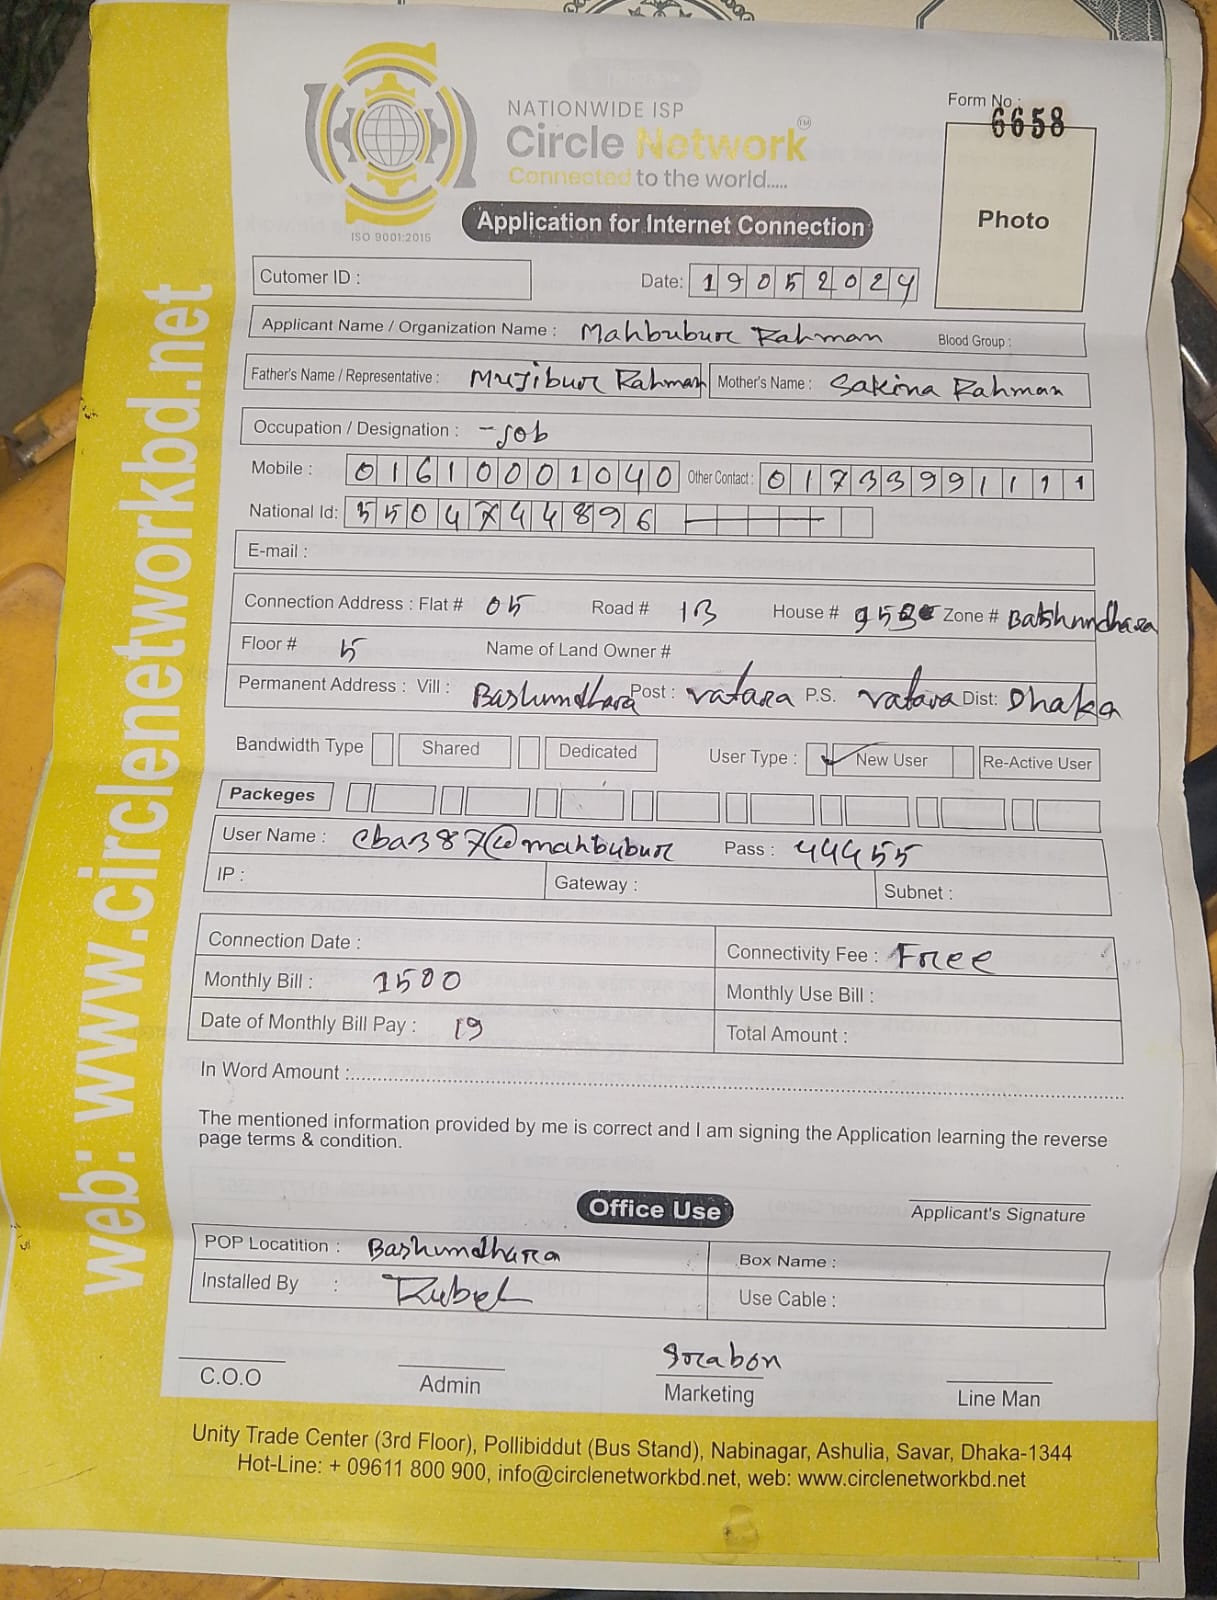 web: www.circlenetworkbd.net
NATIONWIDE ISP
Circle Network TM
Connected to the world.....
ISO 9001:2015
Form No.:
6658
Photo
Application for Internet Connection
Cutomer ID :
Date: 19052024
Applicant Name / Organization Name : Mahbubur Rahman Blood Group :
Father's Name / Representative : Mujibur Rahman Mother's Name : Sakina Rahman
Occupation / Designation : Job
Mobile : 01610001040 Other Contact : 01733991111
National Id: 5504744896
E-mail :
Connection Address : Flat # 05 Road # 13 House # Zone # Bashundhara
Floor # 5 Name of Land Owner #
Permanent Address : Vill : Bashundhara Post : vatara P.S. vatara Dist: Dhaka
Bandwidth Type Shared Dedicated User Type : New User Re-Active User
Packeges
User Name : cba387@mahbubur Pass : 44455
IP : Gateway : Subnet :
Connection Date : Connectivity Fee : Free
Monthly Bill : 1500 Monthly Use Bill :
Date of Monthly Bill Pay : 19 Total Amount :
In Word Amount :
The mentioned information provided by me is correct and I am signing the Application learning the reverse
page terms & condition.
Office Use
Applicant's Signature
POP Locatition : Bashundhara Box Name :
Installed By : Rubel Use Cable :
Srabon
C.O.O Admin Marketing Line Man
Unity Trade Center (3rd Floor), Pollibiddut (Bus Stand), Nabinagar, Ashulia, Savar, Dhaka-1344
Hot-Line: + 09611 800 900, info@circlenetworkbd.net, web: www.circlenetworkbd.net